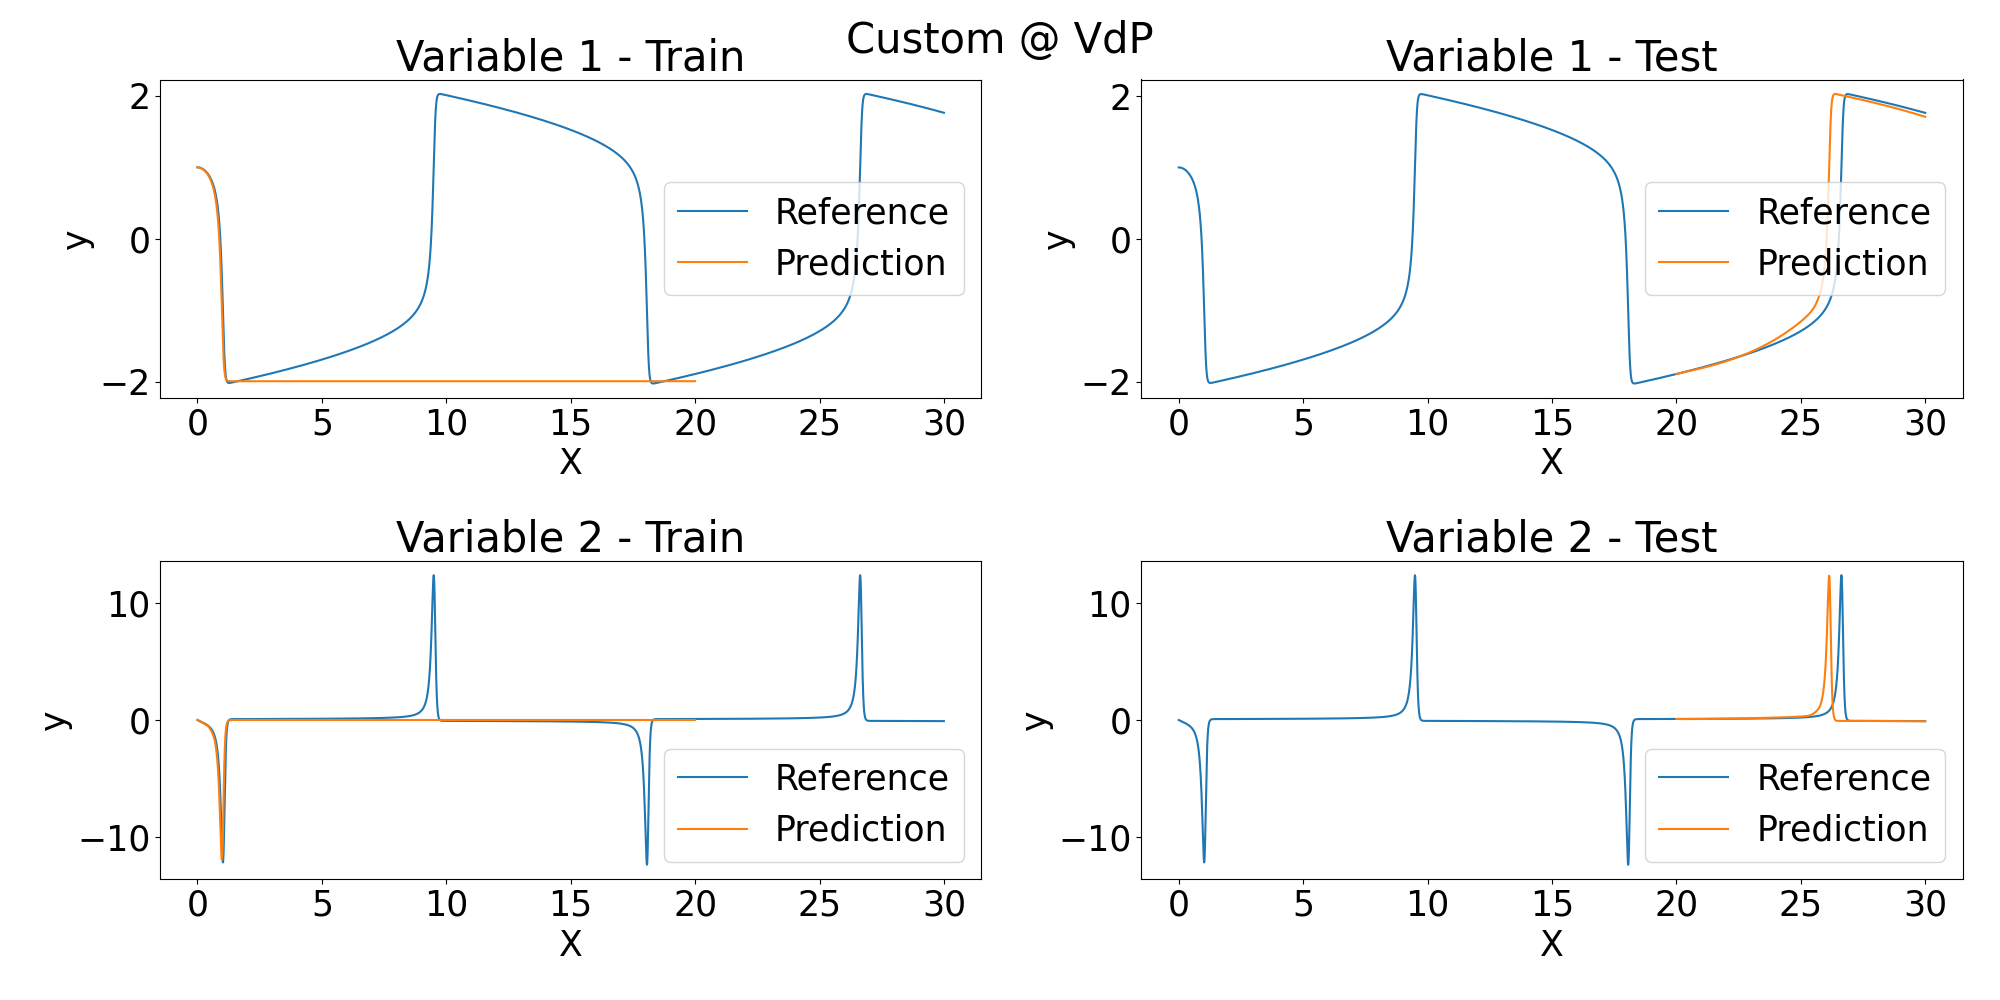 Custom @ VdP
Variable 1 - Train
2
0
−2
y
0 5 10 15 20 25 30
X
Reference
Prediction
Variable 1 - Test
2
0
−2
y
0 5 10 15 20 25 30
X
Reference
Prediction
Variable 2 - Train
10
0
−10
y
0 5 10 15 20 25 30
X
Reference
Prediction
Variable 2 - Test
10
0
−10
y
0 5 10 15 20 25 30
X
Reference
Prediction